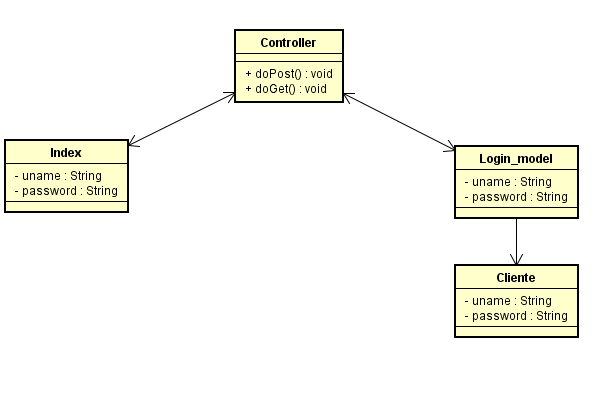 Controller
+ doPost() : void
+ doGet() : void
Index
- uname : String
- password : String
Login_model
- uname : String
- password : String
Cliente
- uname : String
- password : String